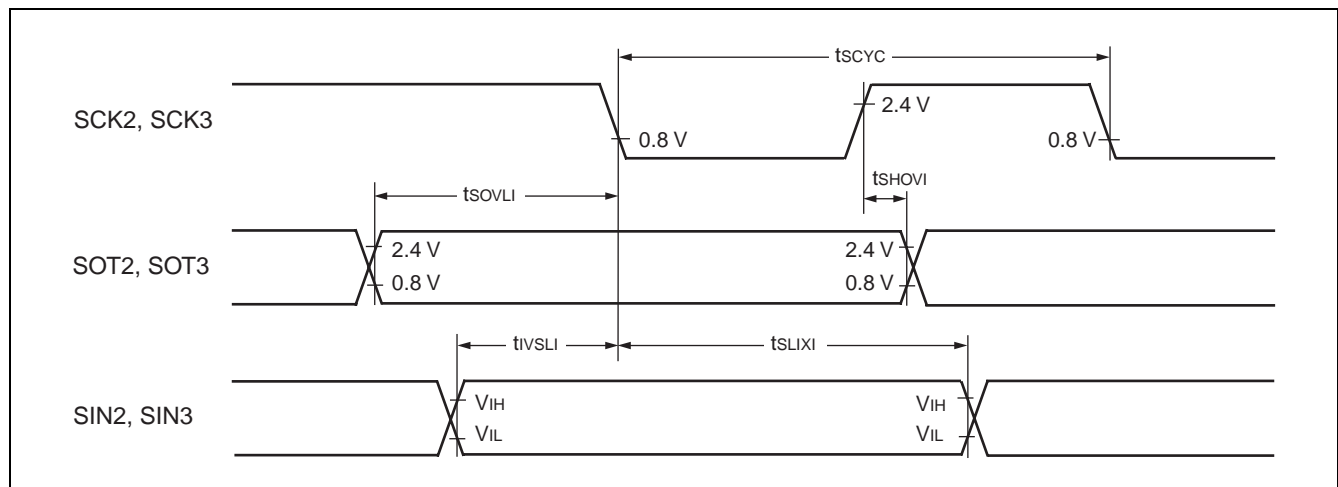 tSCYC
SCK2, SCK3
2.4 V
0.8 V
0.8 V
tSHOVI
tSOVLI
SOT2, SOT3
2.4 V
2.4 V
0.8 V
0.8 V
tIVSLI
tSLIXI
SIN2, SIN3
VIH
VIH
VIL
VIL